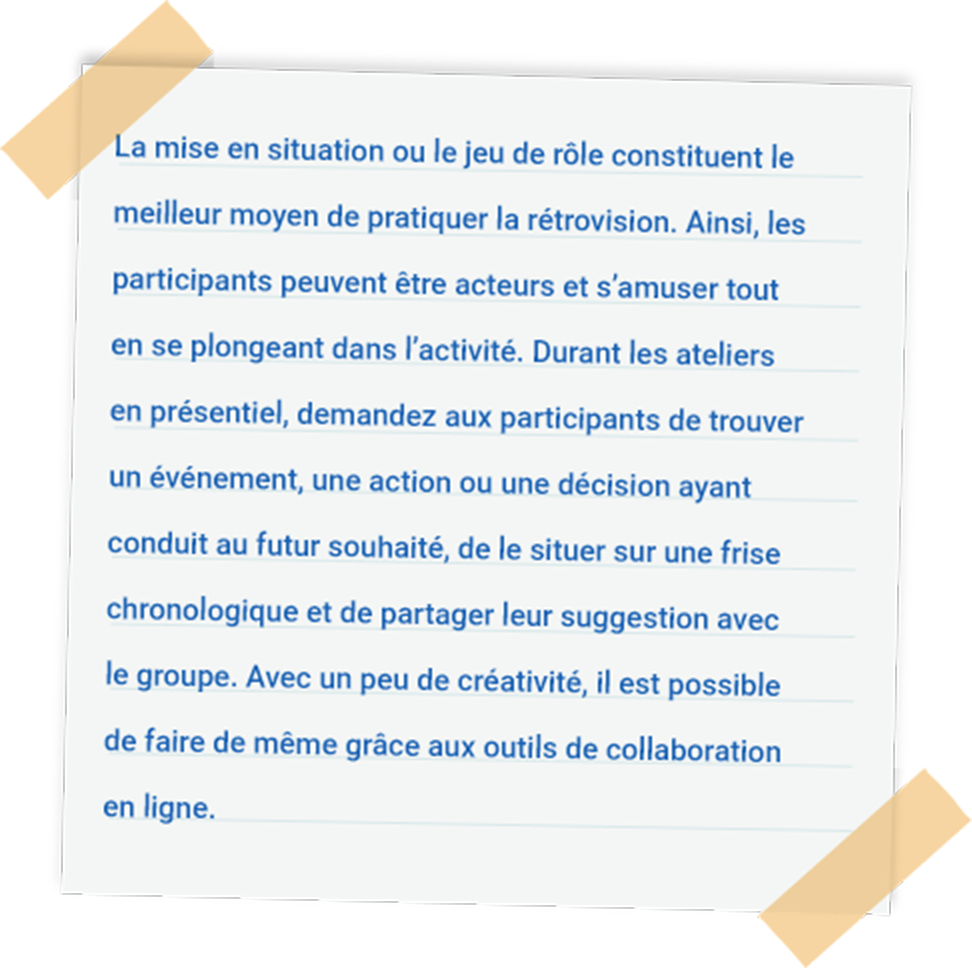 La mise en situation ou le jeu de rôle constituent le
meilleur moyen de pratiquer la rétrovision. Ainsi, les
participants peuvent être acteurs et s’amuser tout
en se plongeant dans l’activité. Durant les ateliers
en présentiel, demandez aux participants de trouver
un événement, une action ou une décision ayant
conduit au futur souhaité, de le situer sur une frise
chronologique et de partager leur suggestion avec
le groupe. Avec un peu de créativité, il est possible
de faire de même grâce aux outils de collaboration
en ligne.